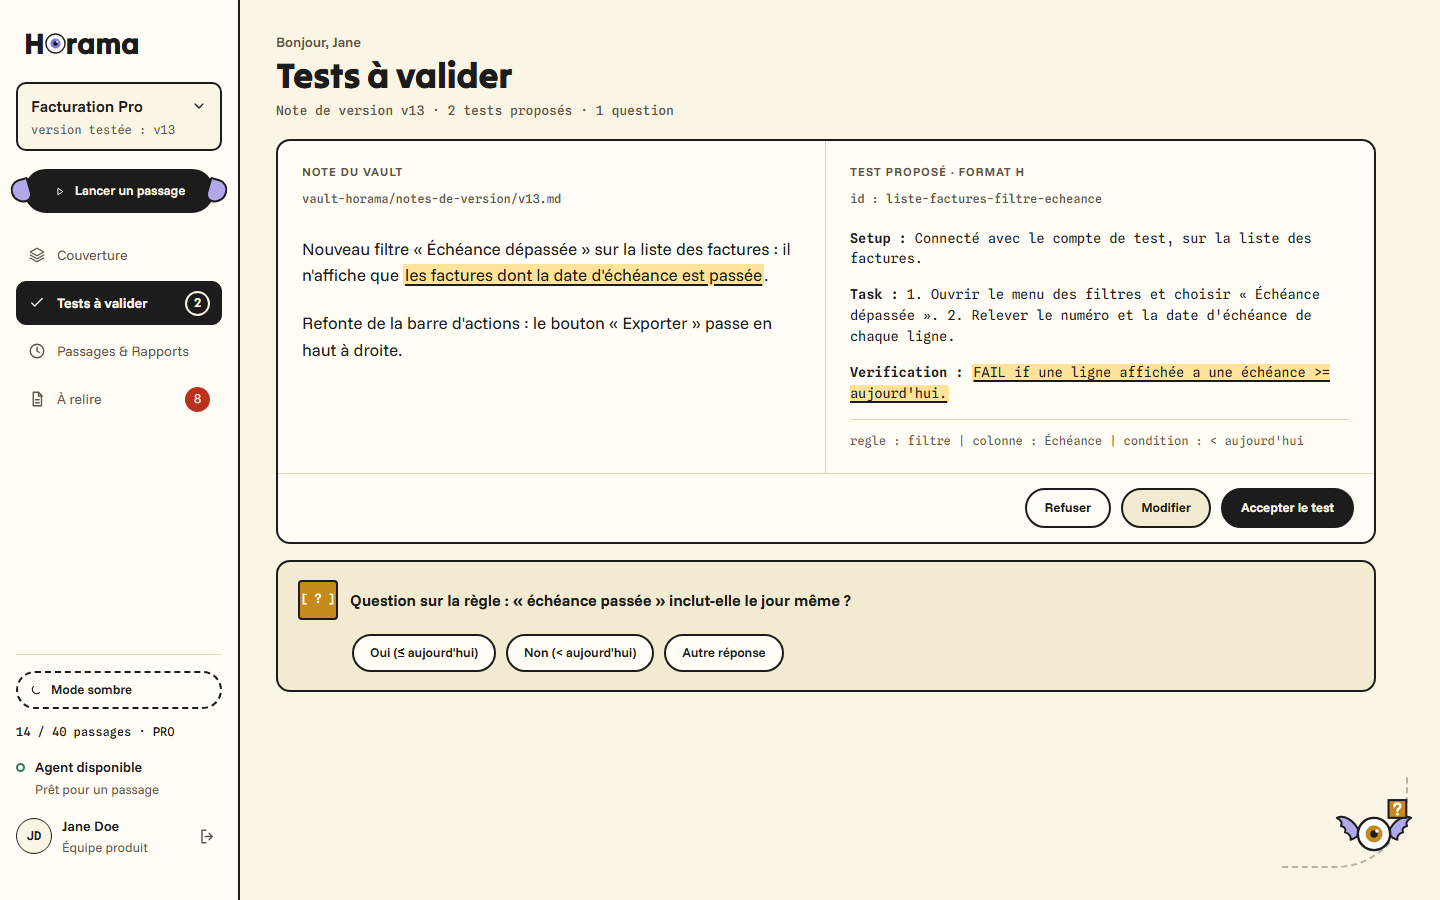 Horama
Facturation Pro
version testée : v13
Lancer un passage
Couverture
Tests à valider
2
Passages & Rapports
À relire
8
Mode sombre
14 / 40 passages · PRO
Agent disponible
Prêt pour un passage
JD
Jane Doe
Équipe produit
Bonjour, Jane
Tests à valider
Note de version v13 · 2 tests proposés · 1 question
NOTE DU VAULT
vault-horama/notes-de-version/v13.md
Nouveau filtre « Échéance dépassée » sur la liste des factures : il
n'affiche que les factures dont la date d'échéance est passée.
Refonte de la barre d'actions : le bouton « Exporter » passe en
haut à droite.
TEST PROPOSÉ · FORMAT H
id : liste-factures-filtre-echeance
Setup : Connecté avec le compte de test, sur la liste des
factures.
Task : 1. Ouvrir le menu des filtres et choisir « Échéance
dépassée ». 2. Relever le numéro et la date d'échéance de
chaque ligne.
Verification : FAIL if une ligne affichée a une échéance >=
aujourd'hui.
regle : filtre | colonne : Échéance | condition : < aujourd'hui
Refuser
Modifier
Accepter le test
[ ? ]
Question sur la règle : « échéance passée » inclut-elle le jour même ?
Oui (≤ aujourd'hui)
Non (< aujourd'hui)
Autre réponse
?